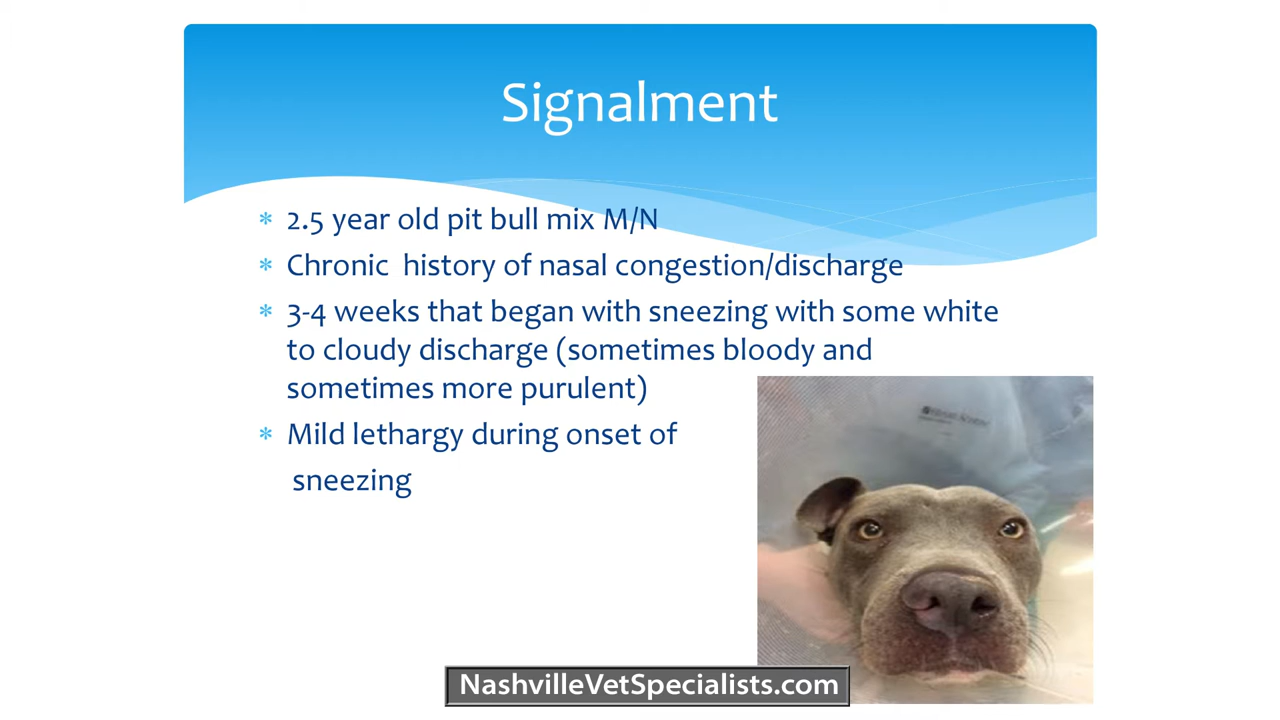 Signalment
* 2.5 year old pit bull mix M/N
* Chronic history of nasal congestion/discharge
* 3-4 weeks that began with sneezing with some white
to cloudy discharge (sometimes bloody and
sometimes more purulent)
* Mild lethargy during onset of
sneezing
NashvilleVetSpecialists.com